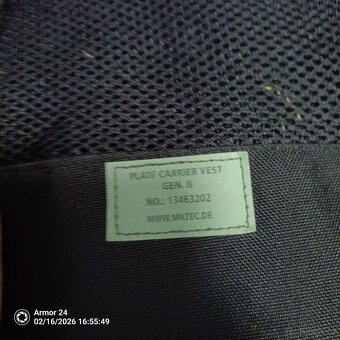 PLATE CARRIER VEST
GEN. II
NO.: 13463202
WWW.MILTEC.DE
Armor 24
02/16/2026 16:55:49